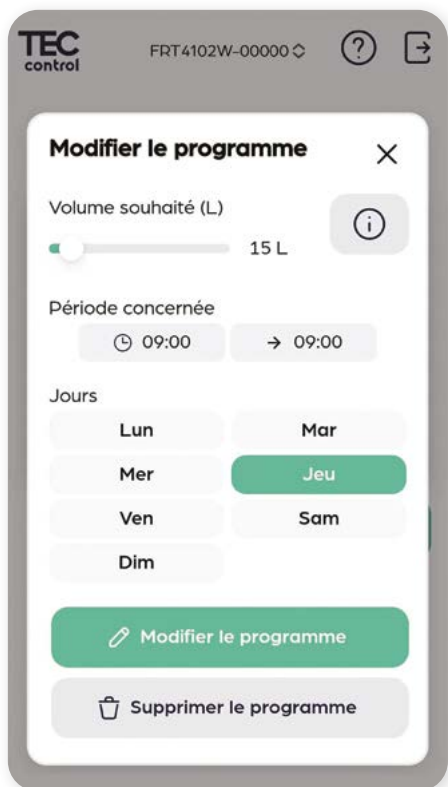 TEC
control
FRT4102W-00000
Modifier le programme
Volume souhaité (L)
15 L
Période concernée
09:00 → 09:00
Jours
Lun Mar
Mer Jeu
Ven Sam
Dim
Modifier le programme
Supprimer le programme